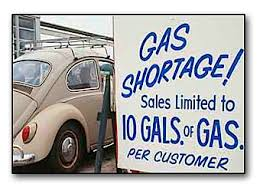 GAS
SHORTAGE!
Sales Limited to
10 GALS. OF GAS.
PER CUSTOMER